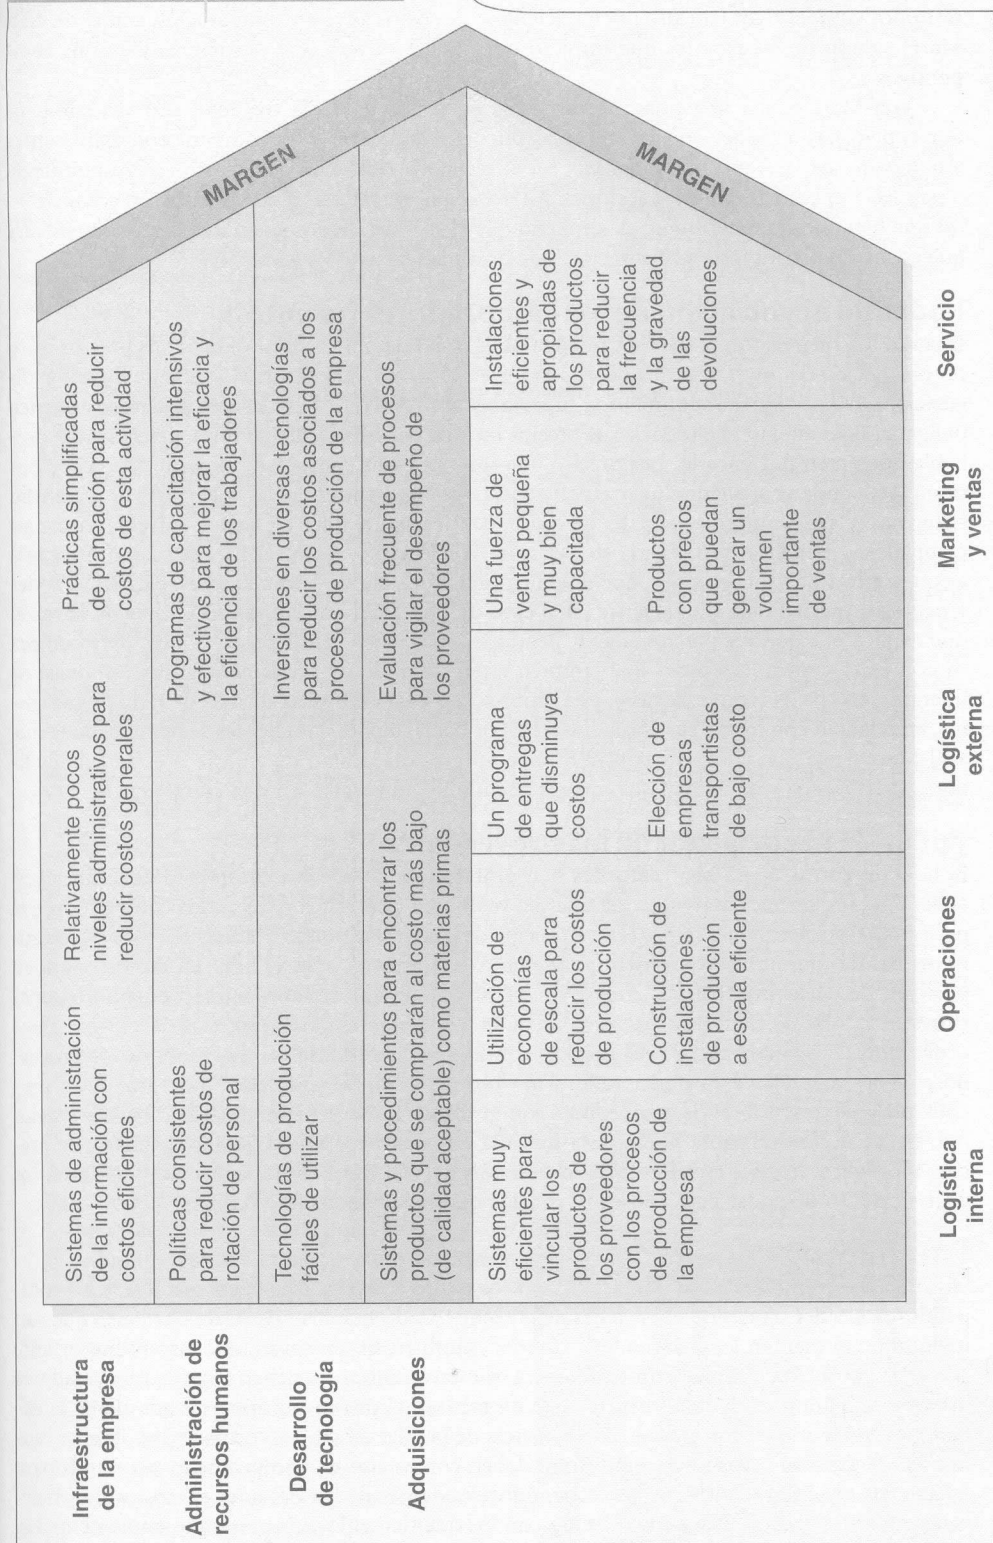 Infraestructura
de la empresa
Sistemas de administración
de la información con
costos eficientes
Relativamente pocos
niveles administrativos para
reducir costos generales
Prácticas simplificadas
de planeación para reducir
costos de esta actividad
Administración de
recursos humanos
Políticas consistentes
para reducir costos de
rotación de personal
Programas de capacitación intensivos
y efectivos para mejorar la eficacia y
la eficiencia de los trabajadores
Desarrollo
de tecnología
Tecnologías de producción
fáciles de utilizar
Inversiones en diversas tecnologías
para reducir los costos asociados a los
procesos de producción de la empresa
Adquisiciones
Sistemas y procedimientos para encontrar los
productos que se comprarán al costo más bajo
(de calidad aceptable) como materias primas
Evaluación frecuente de procesos
para vigilar el desempeño de
los proveedores
MARGEN
MARGEN
Sistemas muy
eficientes para
vincular los
productos de
los proveedores
con los procesos
de producción de
la empresa
Utilización de
economías
de escala para
reducir los costos
de producción
Construcción de
instalaciones
de producción
a escala eficiente
Un programa
de entregas
que disminuya
costos
Elección de
empresas
transportistas
de bajo costo
Una fuerza de
ventas pequeña
y muy bien
capacitada
Productos
con precios
que puedan
generar un
volumen
importante
de ventas
Instalaciones
eficientes y
apropiadas de
los productos
para reducir
la frecuencia
y la gravedad
de las
devoluciones
Logística
interna
Operaciones
Logística
externa
Marketing
y ventas
Servicio